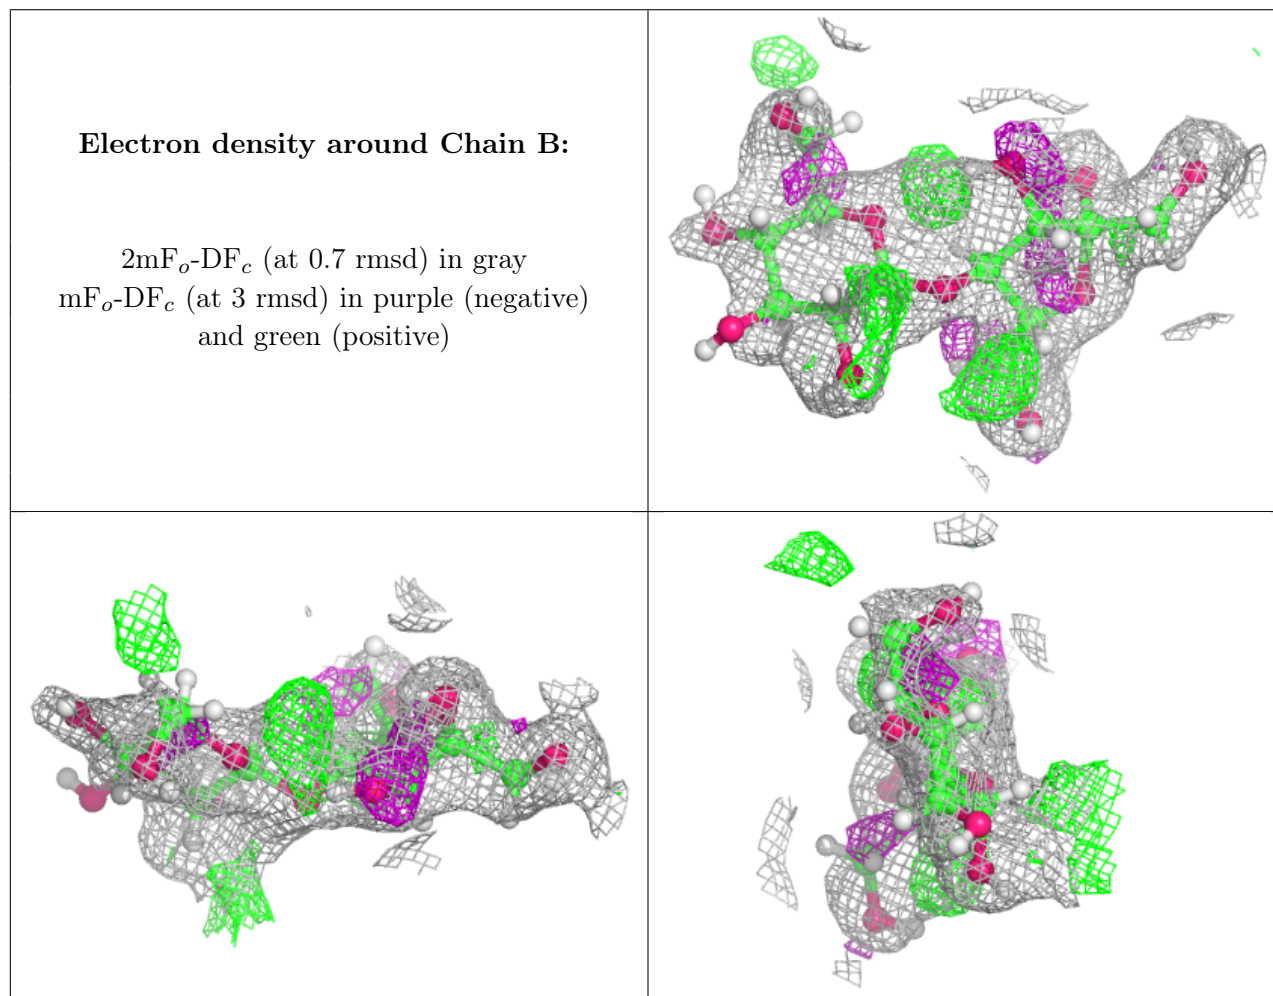 Electron density around Chain B:
2mFo-DFc (at 0.7 rmsd) in gray
mFo-DFc (at 3 rmsd) in purple (negative)
and green (positive)